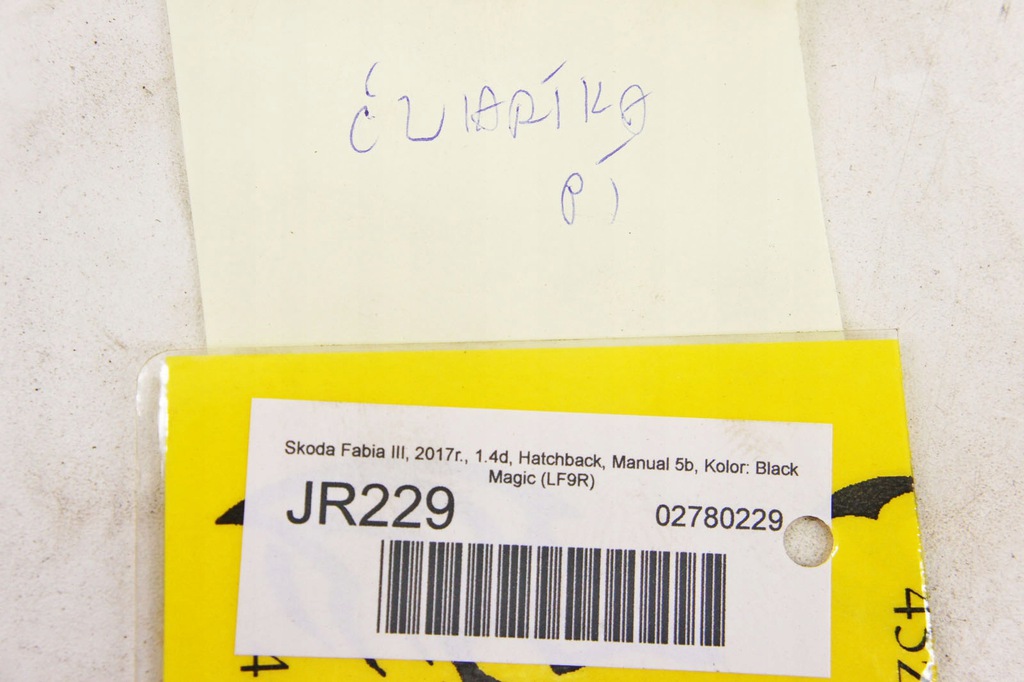 ĆWIARTKA
P)
Skoda Fabia III, 2017r., 1.4d, Hatchback, Manual 5b, Kolor: Black
Magic (LF9R)
JR229
02780229